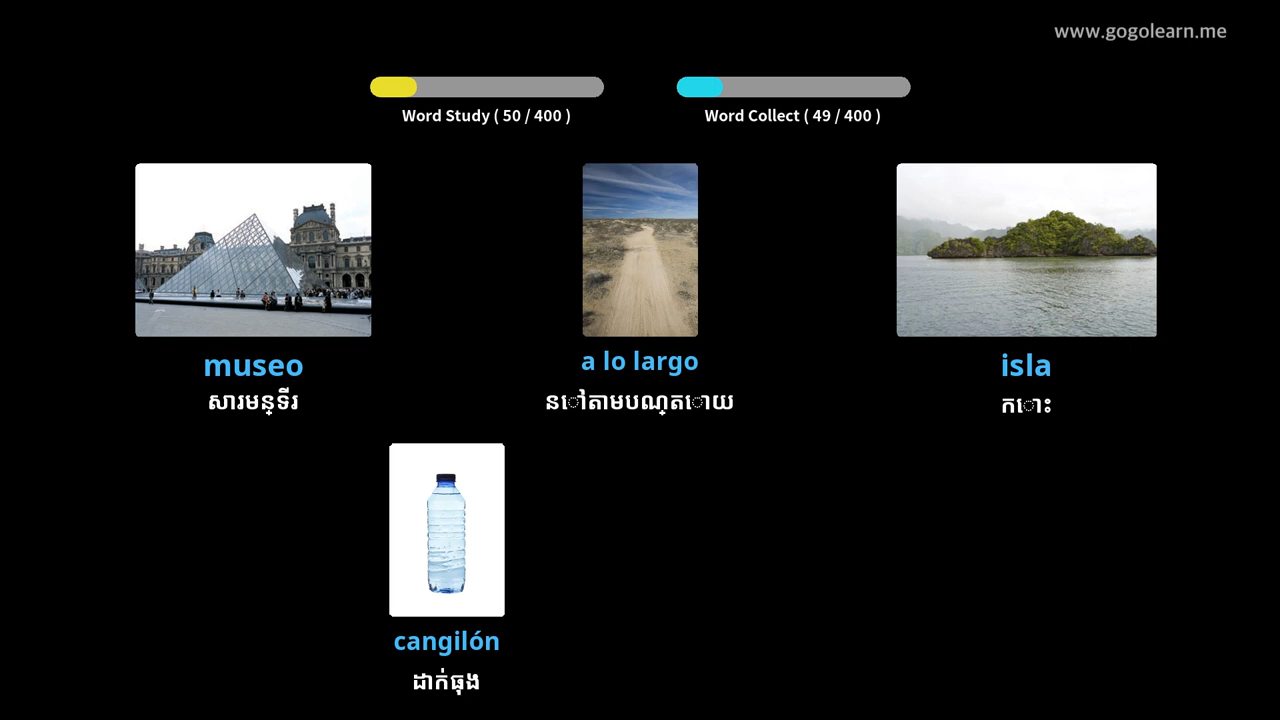 www.gogolearn.me
Word Study ( 50 / 400 )
Word Collect ( 49 / 400 )
museo
a lo largo
isla
សារមន្ទីរ
នៅតាមបណ្តោយ
កោះ
cangilón
ដាក់ធុង